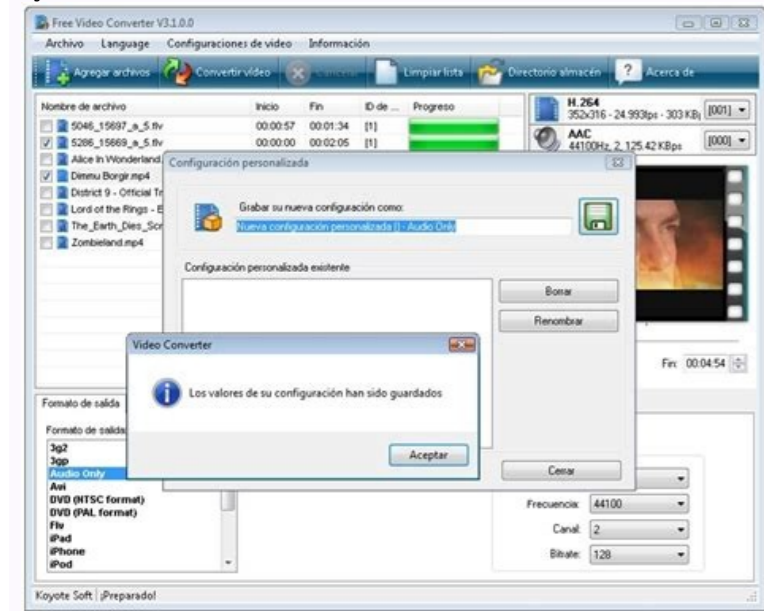 Free Video Converter V3.1.0.0
Archivo Language Configuraciones de video Información
Agregar archivos Convertir vídeo Cancelar Limpiar lista Directorio almacén Acerca de
Nombre de archivo Inicio Fin ID de ... Progreso
H.264
352x316 - 24.993fps - 303 KB [001]
AAC
44100Hz, 2, 125.42 KBps [000]
5046_15697_a_5.flv 00:00:57 00:01:34 [1]
5286_15669_a_5.flv 00:00:00 00:02:05 [1]
Alice In Wonderland
Dimmu Borgir.mp4
District 9 - Official Tr
Lord of the Rings - E
The_Earth_Dies_Scr
Zombieland.mp4
Configuración personalizada
Grabar su nueva configuración como:
Nueva configuración personalizada () - Audio Only
Configuración personalizada existente
Borrar
Renombrar
Cerrar
Video Converter
Los valores de su configuración han sido guardados
Aceptar
Fin: 00:04:54
Formato de salida
Formato de salida
3g2
3gp
Audio Only
Avi
DVD (NTSC format)
DVD (PAL format)
Flv
iPad
iPhone
iPod
Frecuencia: 44100
Canal: 2
Bitrate: 128
Koyote Soft ¡Preparado!